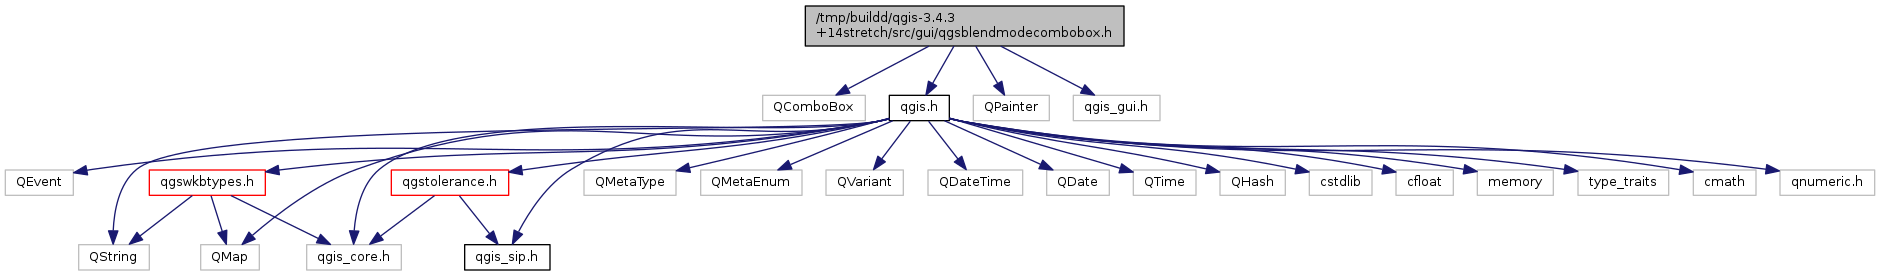 /tmp/buildd/qgis-3.4.3
+14stretch/src/gui/qgsblendmodecombobox.h
QComboBox
qgis.h
QPainter
qgis_gui.h
QEvent
qgswkbtypes.h
qgstolerance.h
QMetaType
QMetaEnum
QVariant
QDateTime
QDate
QTime
QHash
cstdlib
cfloat
memory
type_traits
cmath
qnumeric.h
QString
QMap
qgis_core.h
qgis_sip.h